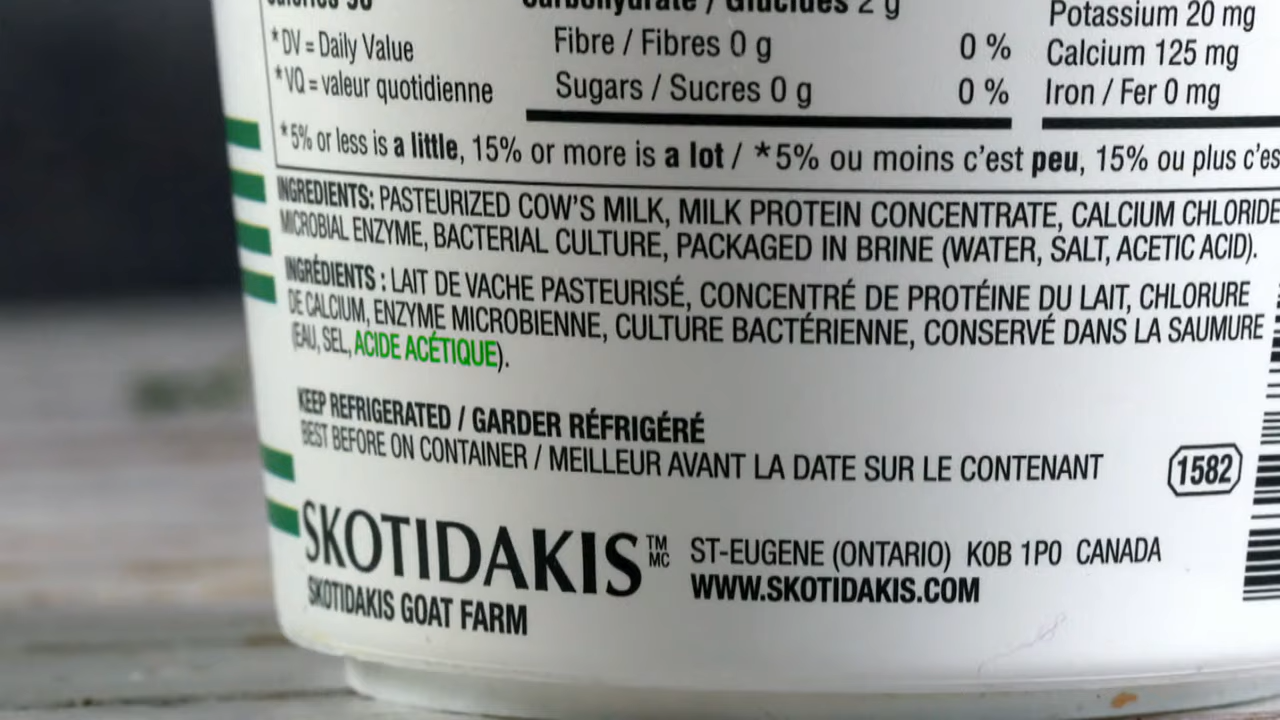 Calories 90
Carbohydrate / Glucides 2 g
Potassium 20 mg
*DV = Daily Value
Fibre / Fibres 0 g 0 %
Calcium 125 mg
*VQ = valeur quotidienne
Sugars / Sucres 0 g 0 %
Iron / Fer 0 mg
*5% or less is a little, 15% or more is a lot / *5% ou moins c'est peu, 15% ou plus c'es
INGREDIENTS: PASTEURIZED COW'S MILK, MILK PROTEIN CONCENTRATE, CALCIUM CHLORIDE
MICROBIAL ENZYME, BACTERIAL CULTURE, PACKAGED IN BRINE (WATER, SALT, ACETIC ACID).
INGRÉDIENTS : LAIT DE VACHE PASTEURISÉ, CONCENTRÉ DE PROTÉINE DU LAIT, CHLORURE
DE CALCIUM, ENZYME MICROBIENNE, CULTURE BACTÉRIENNE, CONSERVÉ DANS LA SAUMURE
(EAU, SEL, ACIDE ACÉTIQUE).
KEEP REFRIGERATED / GARDER RÉFRIGÉRÉ
BEST BEFORE ON CONTAINER / MEILLEUR AVANT LA DATE SUR LE CONTENANT
1582
SKOTIDAKIS TM MC
ST-EUGENE (ONTARIO) K0B 1P0 CANADA
WWW.SKOTIDAKIS.COM
SKOTIDAKIS GOAT FARM